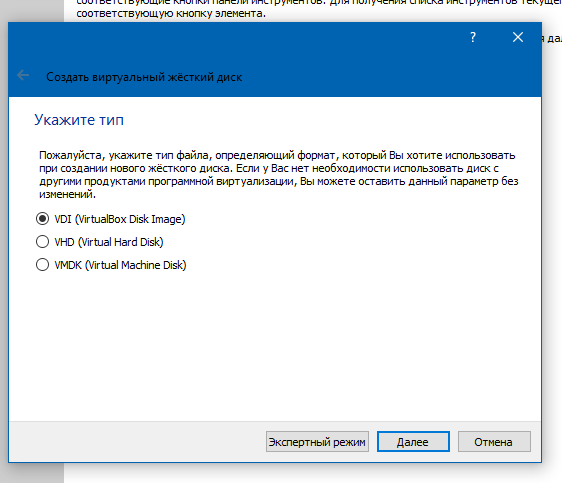 соответствующие кнопки панели инструментов. Для получения списка инструментов текущег
соответствующую кнопку элемента.
?
Создать виртуальный жёсткий диск
Укажите тип
Пожалуйста, укажите тип файла, определяющий формат, который Вы хотите использовать
при создании нового жёсткого диска. Если у Вас нет необходимости использовать диск с
другими продуктами программной виртуализации, Вы можете оставить данный параметр без
изменений.
VDI (VirtualBox Disk Image)
VHD (Virtual Hard Disk)
VMDK (Virtual Machine Disk)
Экспертный режим
Далее
Отмена